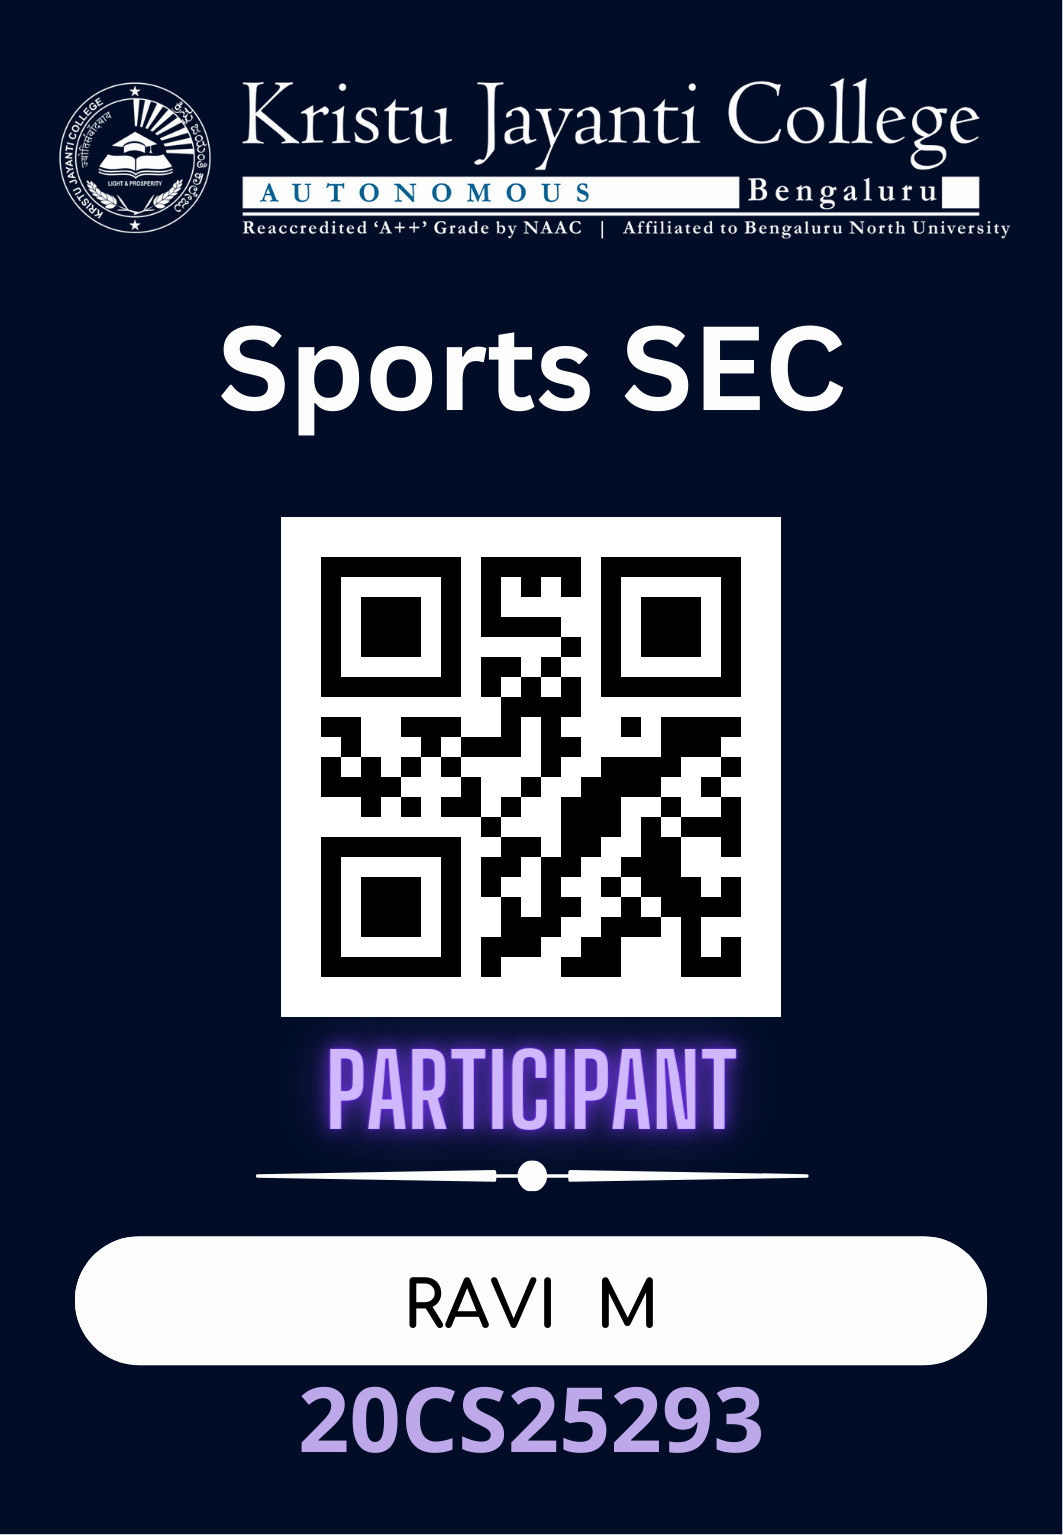 Kristu Jayanti College
AUTONOMOUS Bengaluru
Reaccredited ‘A++’ Grade by NAAC | Affiliated to Bengaluru North University
KRISTU JAYANTI COLLEGE
ಕ್ರಿಸ್ತು ಜಯಂತಿ ಕಾಲೇಜು
LIGHT & PROSPERITY
Sports SEC
PARTICIPANT
RAVI M
20CS25293